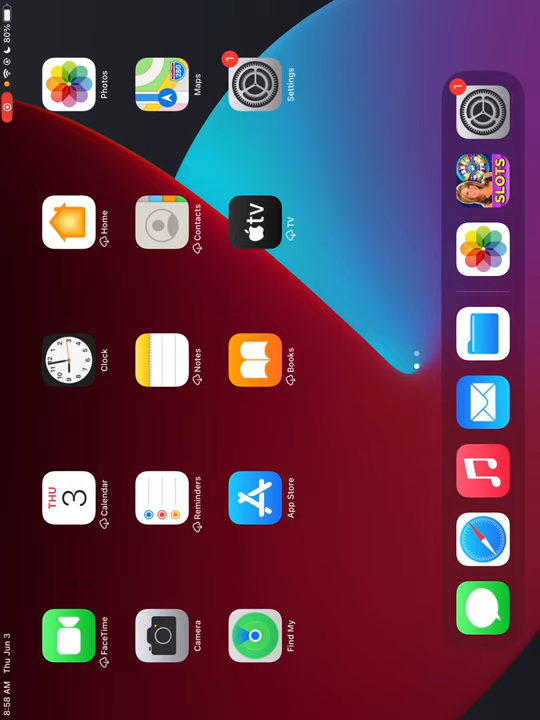 8:58 AM Thu Jun 3
80%
FaceTime
THU
3
Calendar
Clock
Home
Photos
Camera
Reminders
Notes
Contacts
280
Maps
Find My
App Store
Books
tv
TV
1
Settings
SLOTS
1